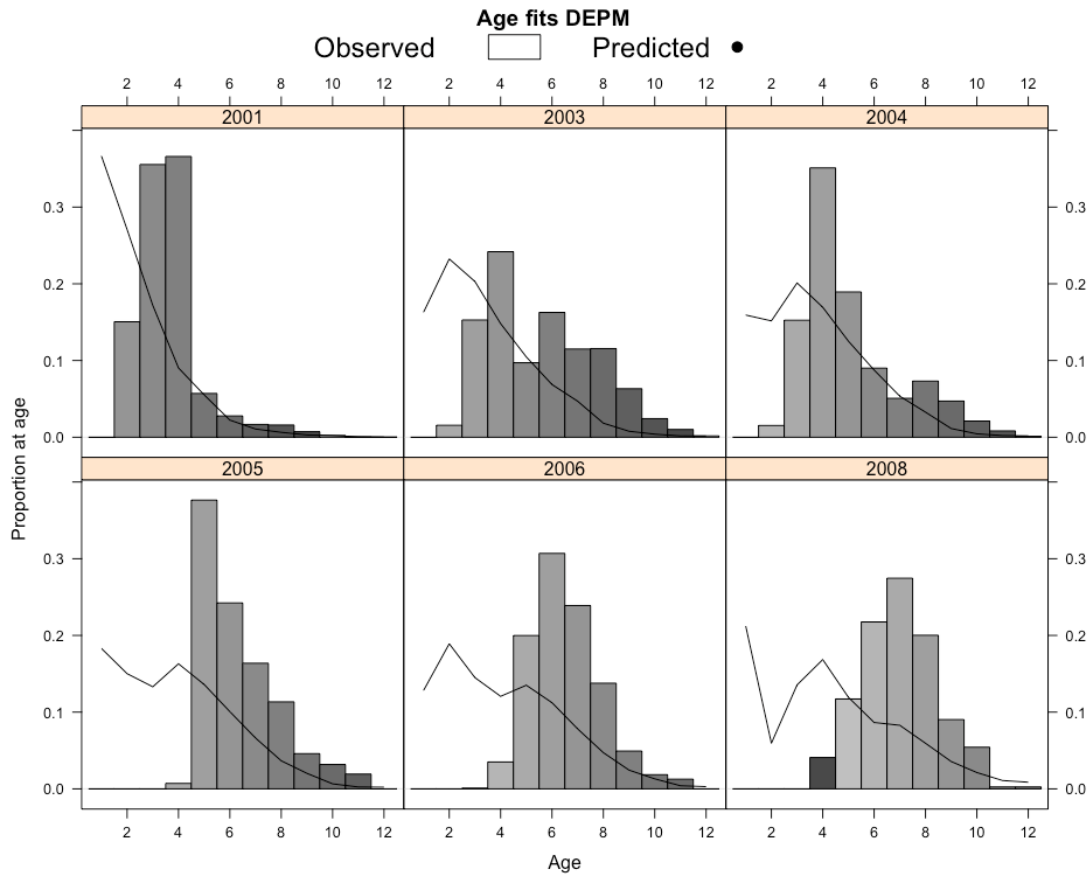 Age fits DEPM
Observed Predicted
2 4 6 8 10 12 2 4 6 8 10 12 2 4 6 8 10 12
2001 2003 2004
0.3 0.3
0.2 0.2
0.1 0.1
0.0 0.0
2005 2006 2008
0.3 0.3
0.2 0.2
0.1 0.1
0.0 0.0
2 4 6 8 10 12 2 4 6 8 10 12 2 4 6 8 10 12
Proportion at age
Age